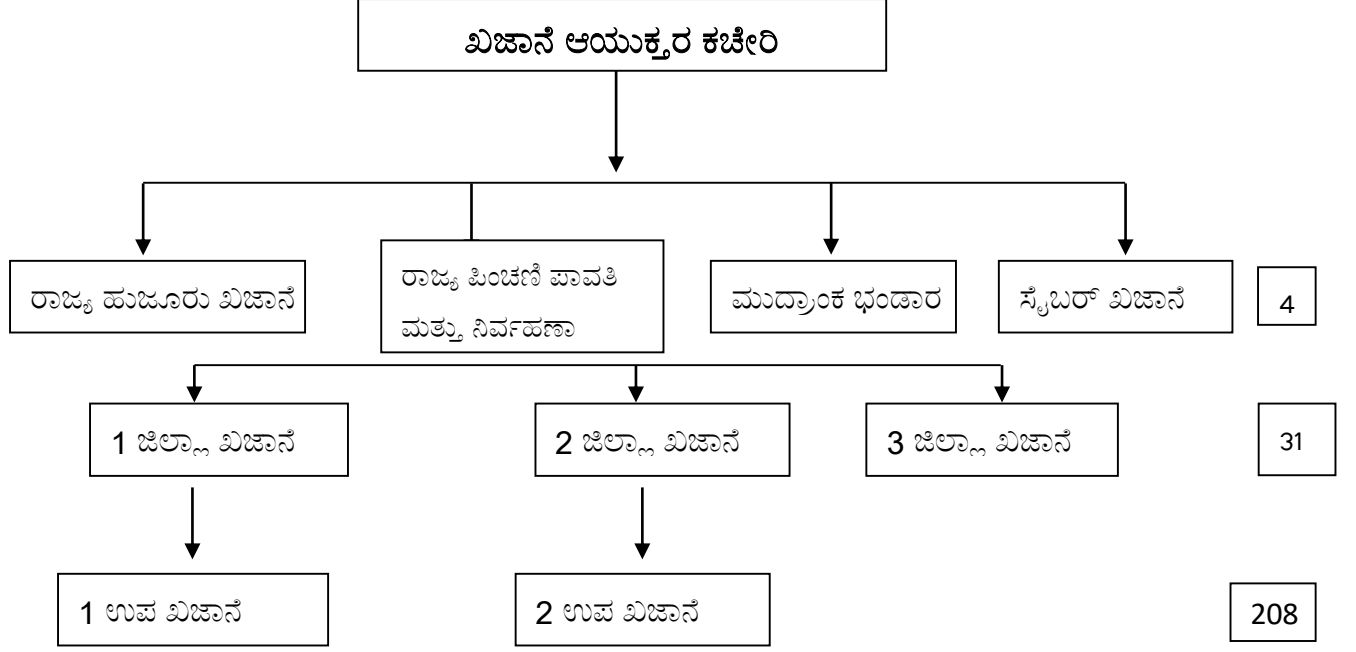 ಖಜಾನೆ ಆಯುಕ್ತರ ಕಚೇರಿ
ರಾಜ್ಯ ಹುಜೂರು ಖಜಾನೆ
ರಾಜ್ಯ ಪಿಂಚಣಿ ಪಾವತಿ
ಮತ್ತು ನಿರ್ವಹಣಾ
ಮುದ್ರಾಂಕ ಭಂಡಾರ
ಸೈಬರ್ ಖಜಾನೆ
4
1 ಜಿಲ್ಲಾ ಖಜಾನೆ
2 ಜಿಲ್ಲಾ ಖಜಾನೆ
3 ಜಿಲ್ಲಾ ಖಜಾನೆ
31
1 ಉಪ ಖಜಾನೆ
2 ಉಪ ಖಜಾನೆ
208